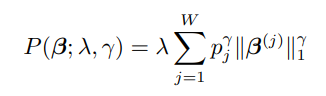 P(β; λ, γ) = λ ∑_{j=1}^{W} p_j^γ ‖β^{(j)}‖_1^γ